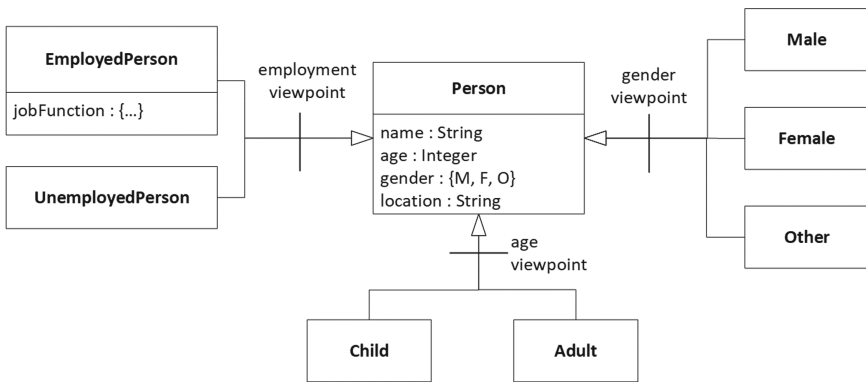 EmployedPerson
jobFunction : {...}
UnemployedPerson
employment
viewpoint
Person
name : String
age : Integer
gender : {M, F, O}
location : String
gender
viewpoint
Male
Female
Other
age
viewpoint
Child
Adult